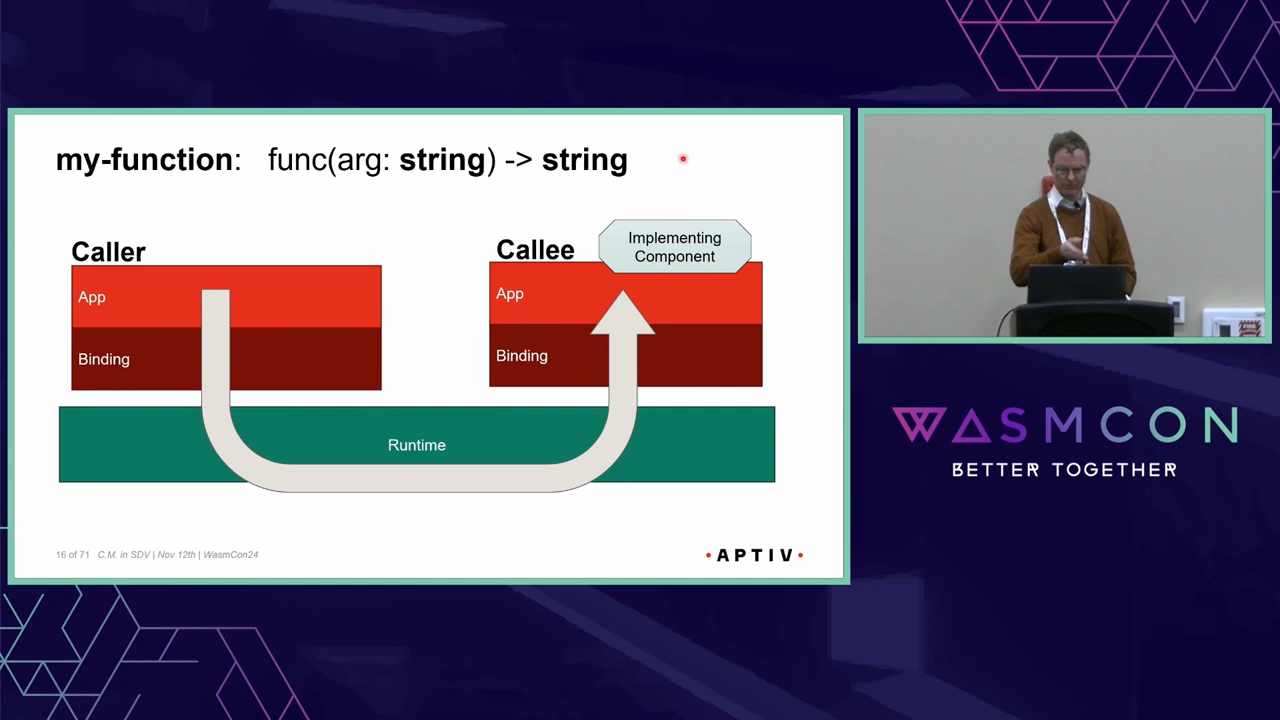 my-function: func(arg: string) -> string
Caller
App
Binding
Callee
Implementing
Component
App
Binding
Runtime
16 of 71 C.M. in SDV | Nov 12th | WasmCon24
• APTIV •
WASMCON
BETTER TOGETHER